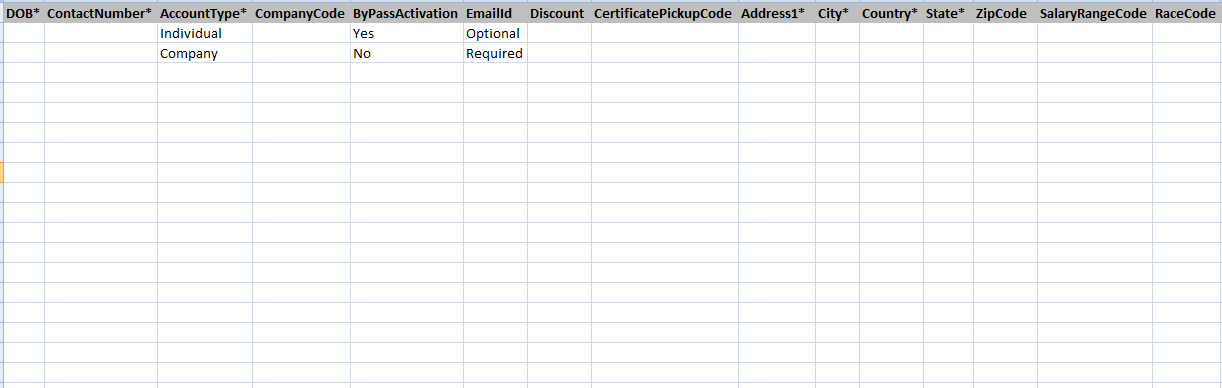 DOB* ContactNumber* AccountType* CompanyCode ByPassActivation EmailId Discount CertificatePickupCode Address1* City* Country* State* ZipCode SalaryRangeCode RaceCode
Individual Yes Optional
Company No Required